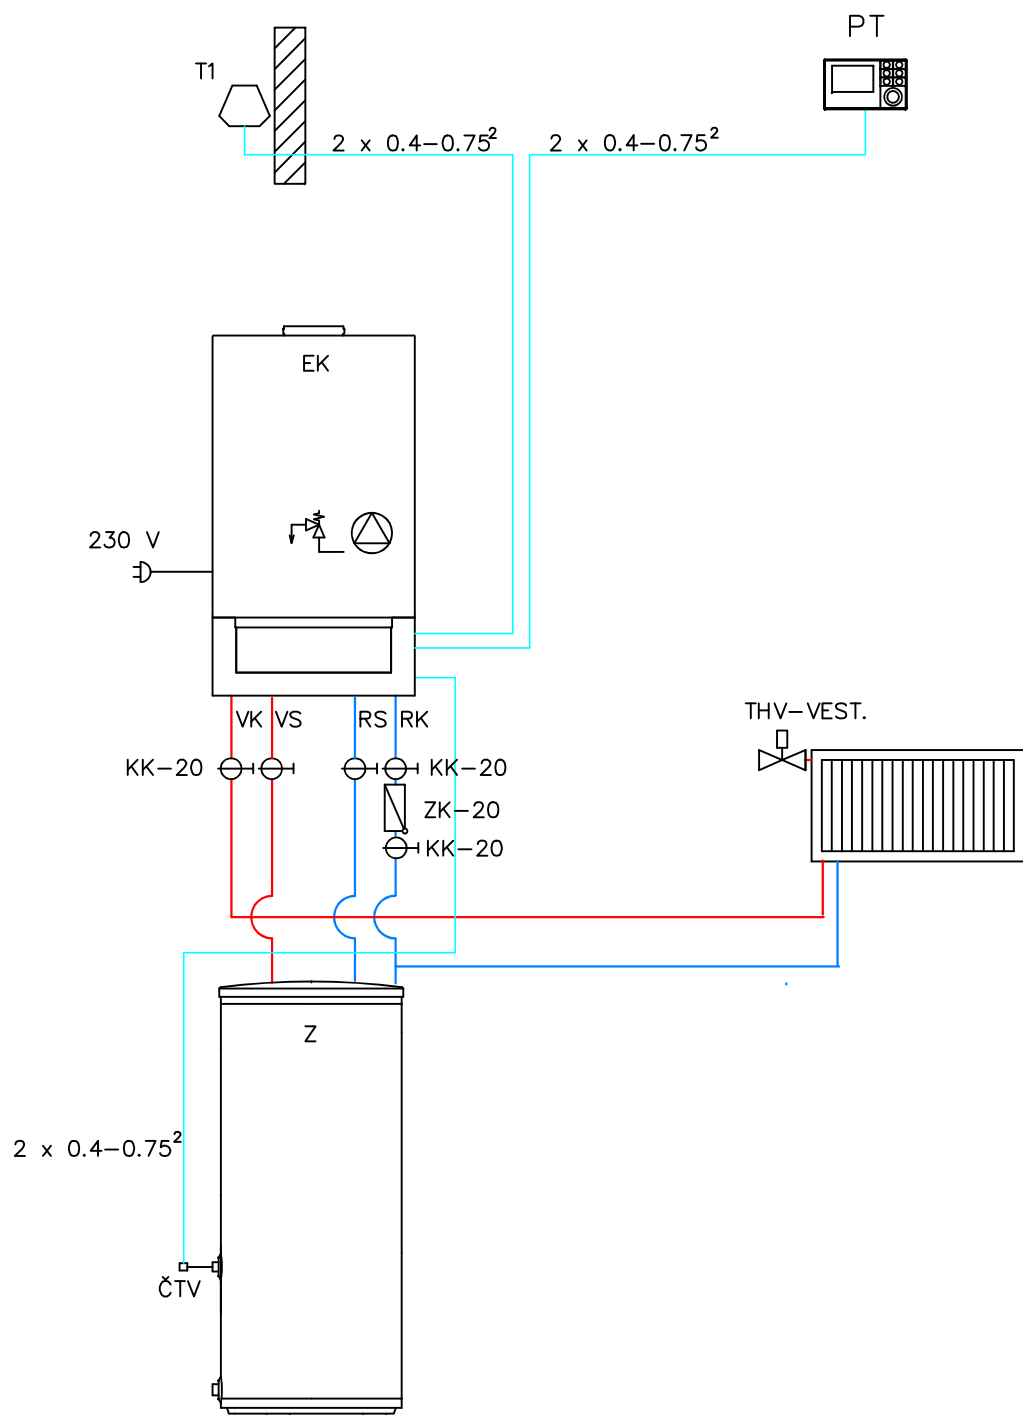 PT
T1
2 x 0.4-0.75² 2 x 0.4-0.75²
EK
230 V
VK VS RS RK
THV-VEST.
KK-20 KK-20
ZK-20
KK-20
Z
2 x 0.4-0.75²
ČTV